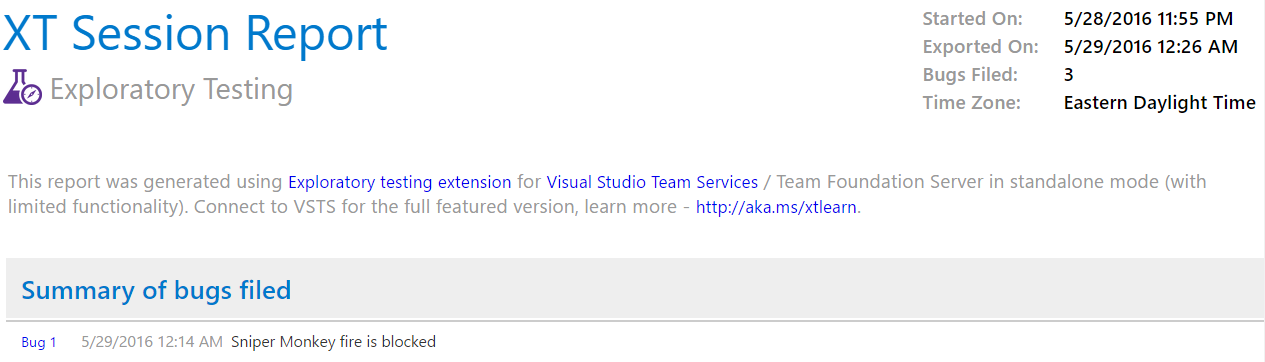 XT Session Report
Exploratory Testing
Started On: 5/28/2016 11:55 PM
Exported On: 5/29/2016 12:26 AM
Bugs Filed: 3
Time Zone: Eastern Daylight Time
This report was generated using Exploratory testing extension for Visual Studio Team Services / Team Foundation Server in standalone mode (with
limited functionality). Connect to VSTS for the full featured version, learn more - http://aka.ms/xtlearn.
Summary of bugs filed
Bug 1 5/29/2016 12:14 AM Sniper Monkey fire is blocked